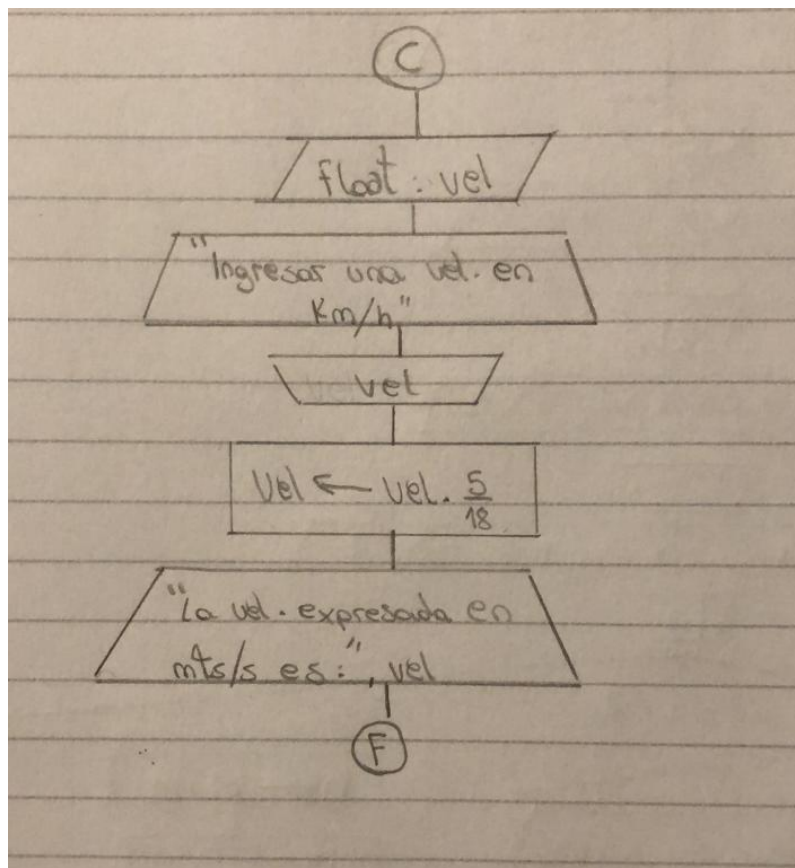 C
float : vel
"Ingresar una vel. en
Km/h"
vel
Vel ← vel. 5/18
"La vel. expresada en
mts/s es:", vel
F